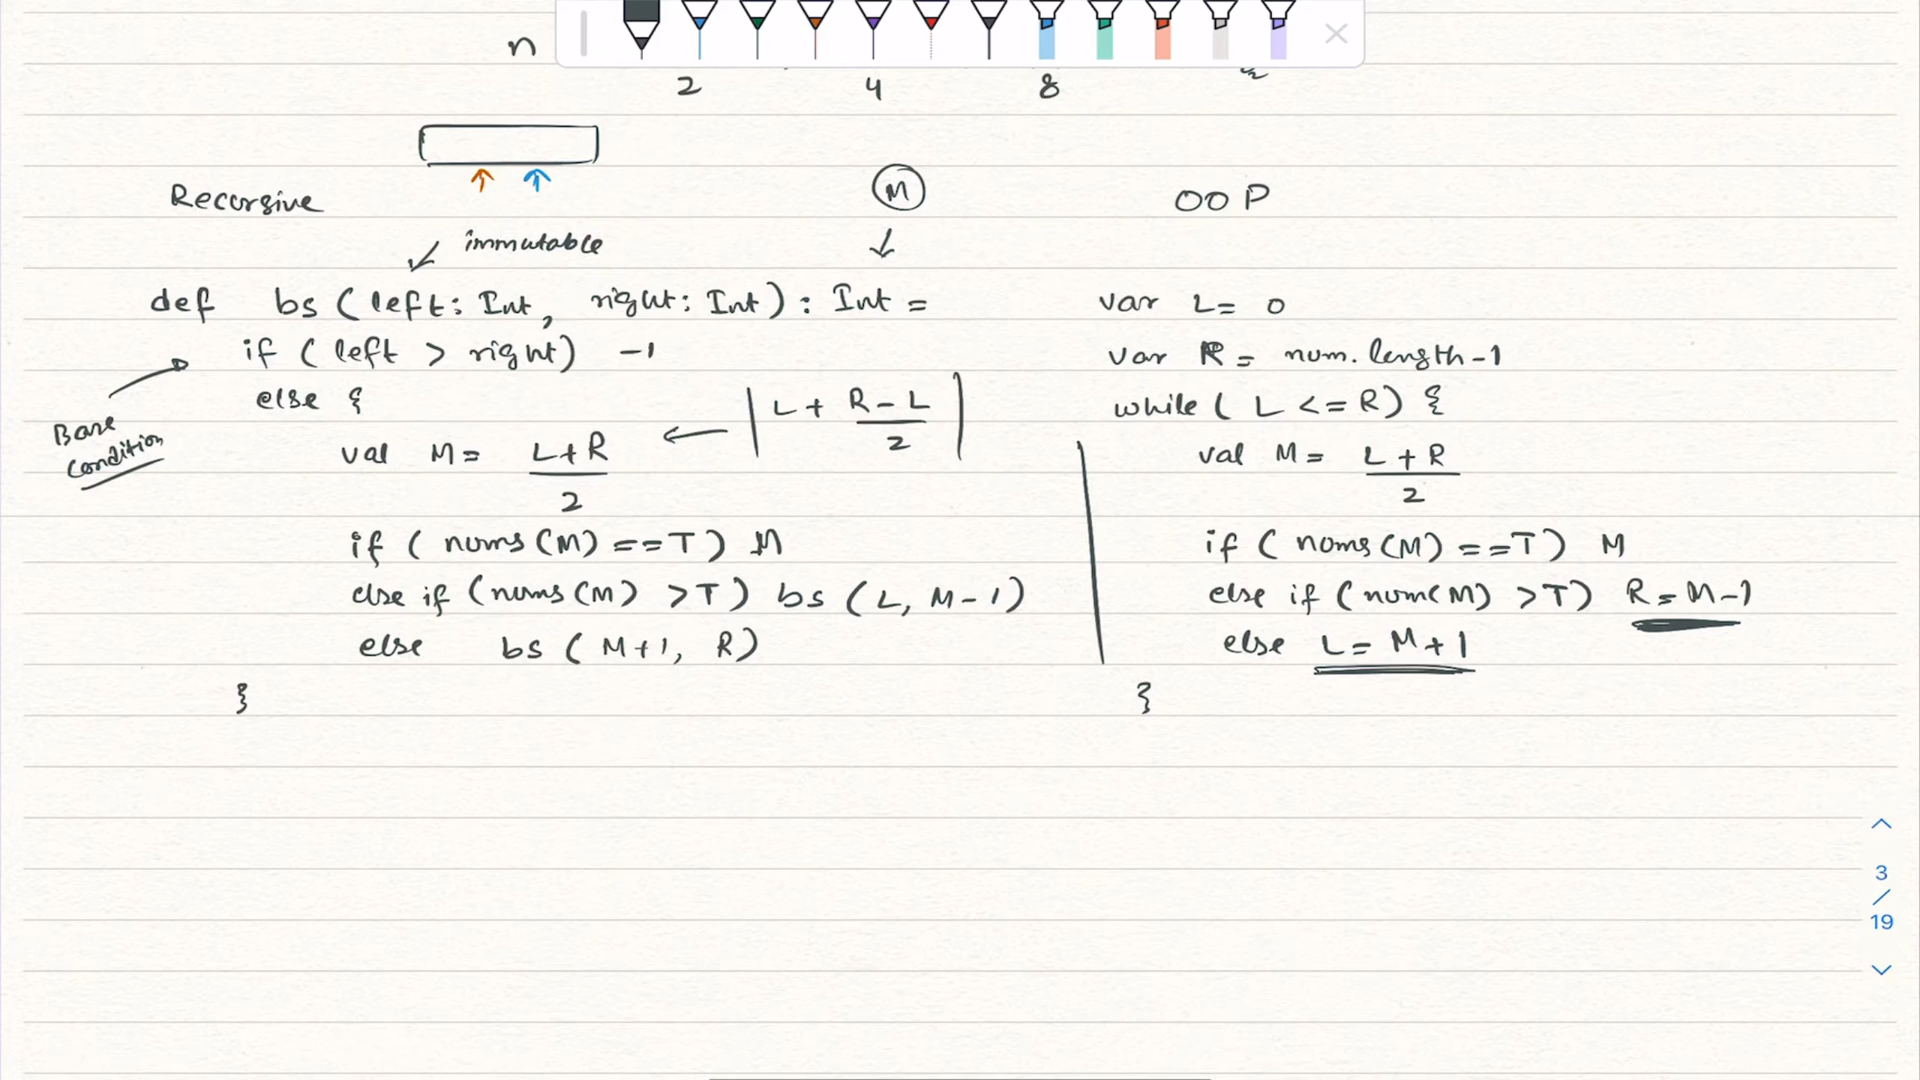 n
2 4 8
M
Recursive
OOP
immutable
def bs (left: Int, right: Int) : Int =
if (left > right) -1
else {
Base
Condition
L + R - L
2
val M = L+R
2
if ( nums (M) ==T ) M
else if (nums (M) >T ) bs (L, M-1)
else bs ( M+1, R)
}
var L= 0
var R = num.length-1
while ( L <= R) {
val M = L + R
2
if ( nums (M) ==T) M
else if (num(M) >T) R=M-1
else L= M+1
}
3
/
19